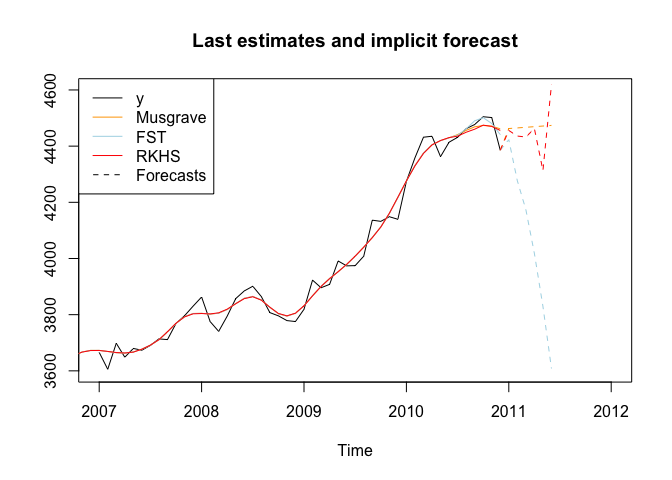 Last estimates and implicit forecast
y
Musgrave
FST
RKHS
Forecasts
4600
4400
4200
4000
3800
3600
2007 2008 2009 2010 2011 2012
Time